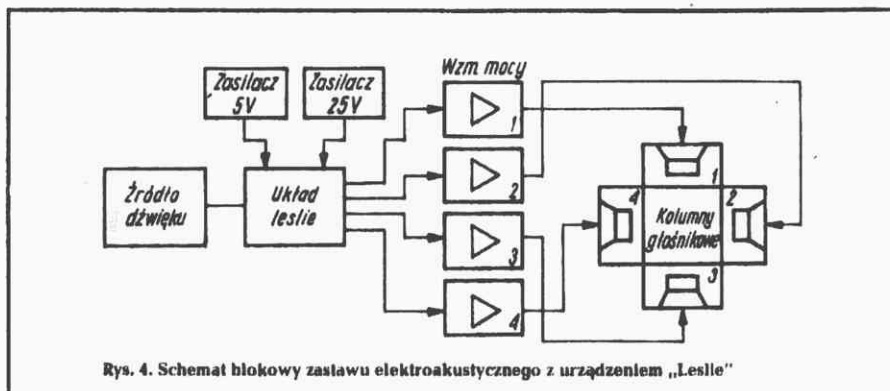 Wzm. mocy
Zasilacz
5V
Zasilacz
25V
1
2
3
4
Źródło
dźwięku
Układ
leslie
1
4
2
Kolumny
głośnikowe
3
Rys. 4. Schemat blokowy zastawu elektroakustycznego z urządzeniem „Leslie"